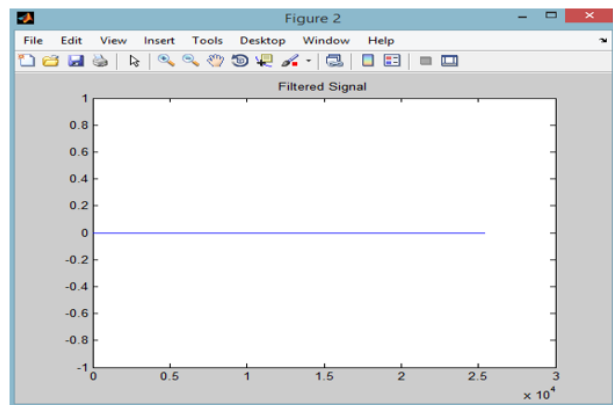 Figure 2
File Edit View Insert Tools Desktop Window Help
Filtered Signal
1
0.8
0.6
0.4
0.2
0
-0.2
-0.4
-0.6
-0.8
-1
0 0.5 1 1.5 2 2.5 3
x 10^4